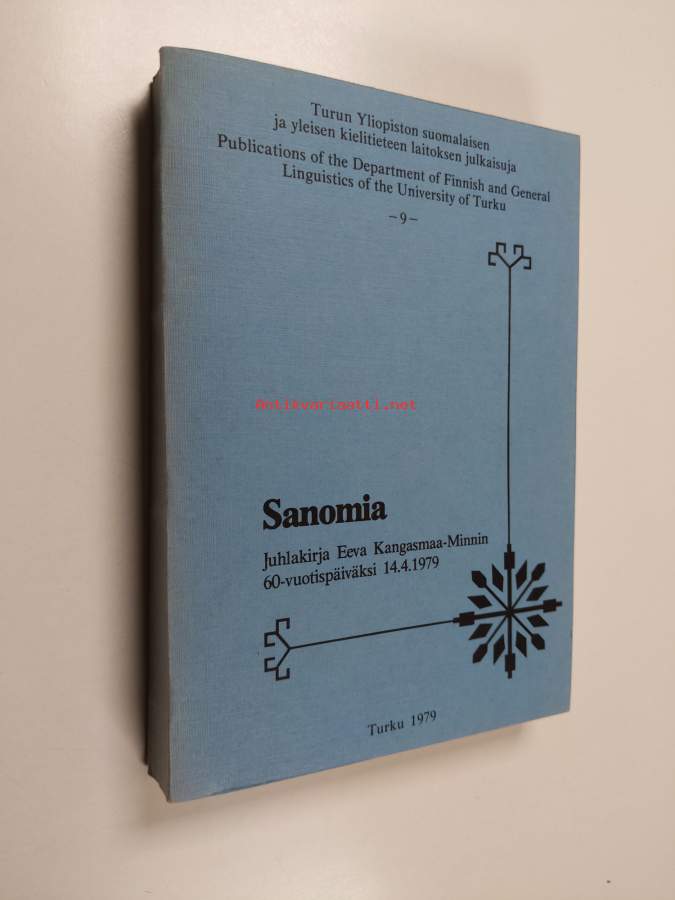 Turun Yliopiston suomalaisen
ja yleisen kielitieteen laitoksen julkaisuja
Publications of the Department of Finnish and General
Linguistics of the University of Turku
–9–
Antikvariaatti.net
Sanomia
Juhlakirja Eeva Kangasmaa-Minnin
60-vuotispäiväksi 14.4.1979
Turku 1979